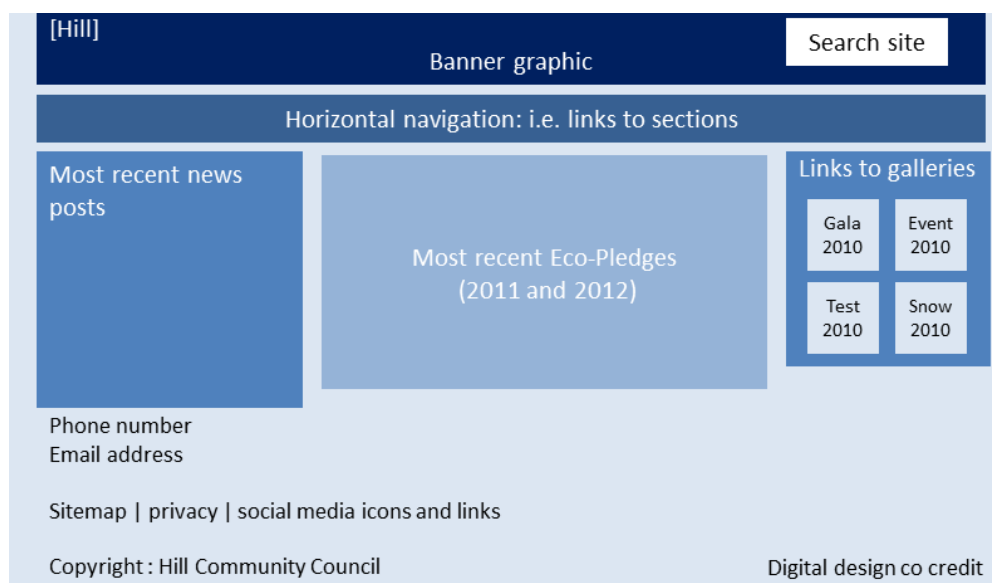 [Hill]
Search site
Banner graphic
Horizontal navigation: i.e. links to sections
Most recent news
posts
Most recent Eco-Pledges
(2011 and 2012)
Links to galleries
Gala
2010
Event
2010
Test
2010
Snow
2010
Phone number
Email address
Sitemap | privacy | social media icons and links
Copyright : Hill Community Council
Digital design co credit